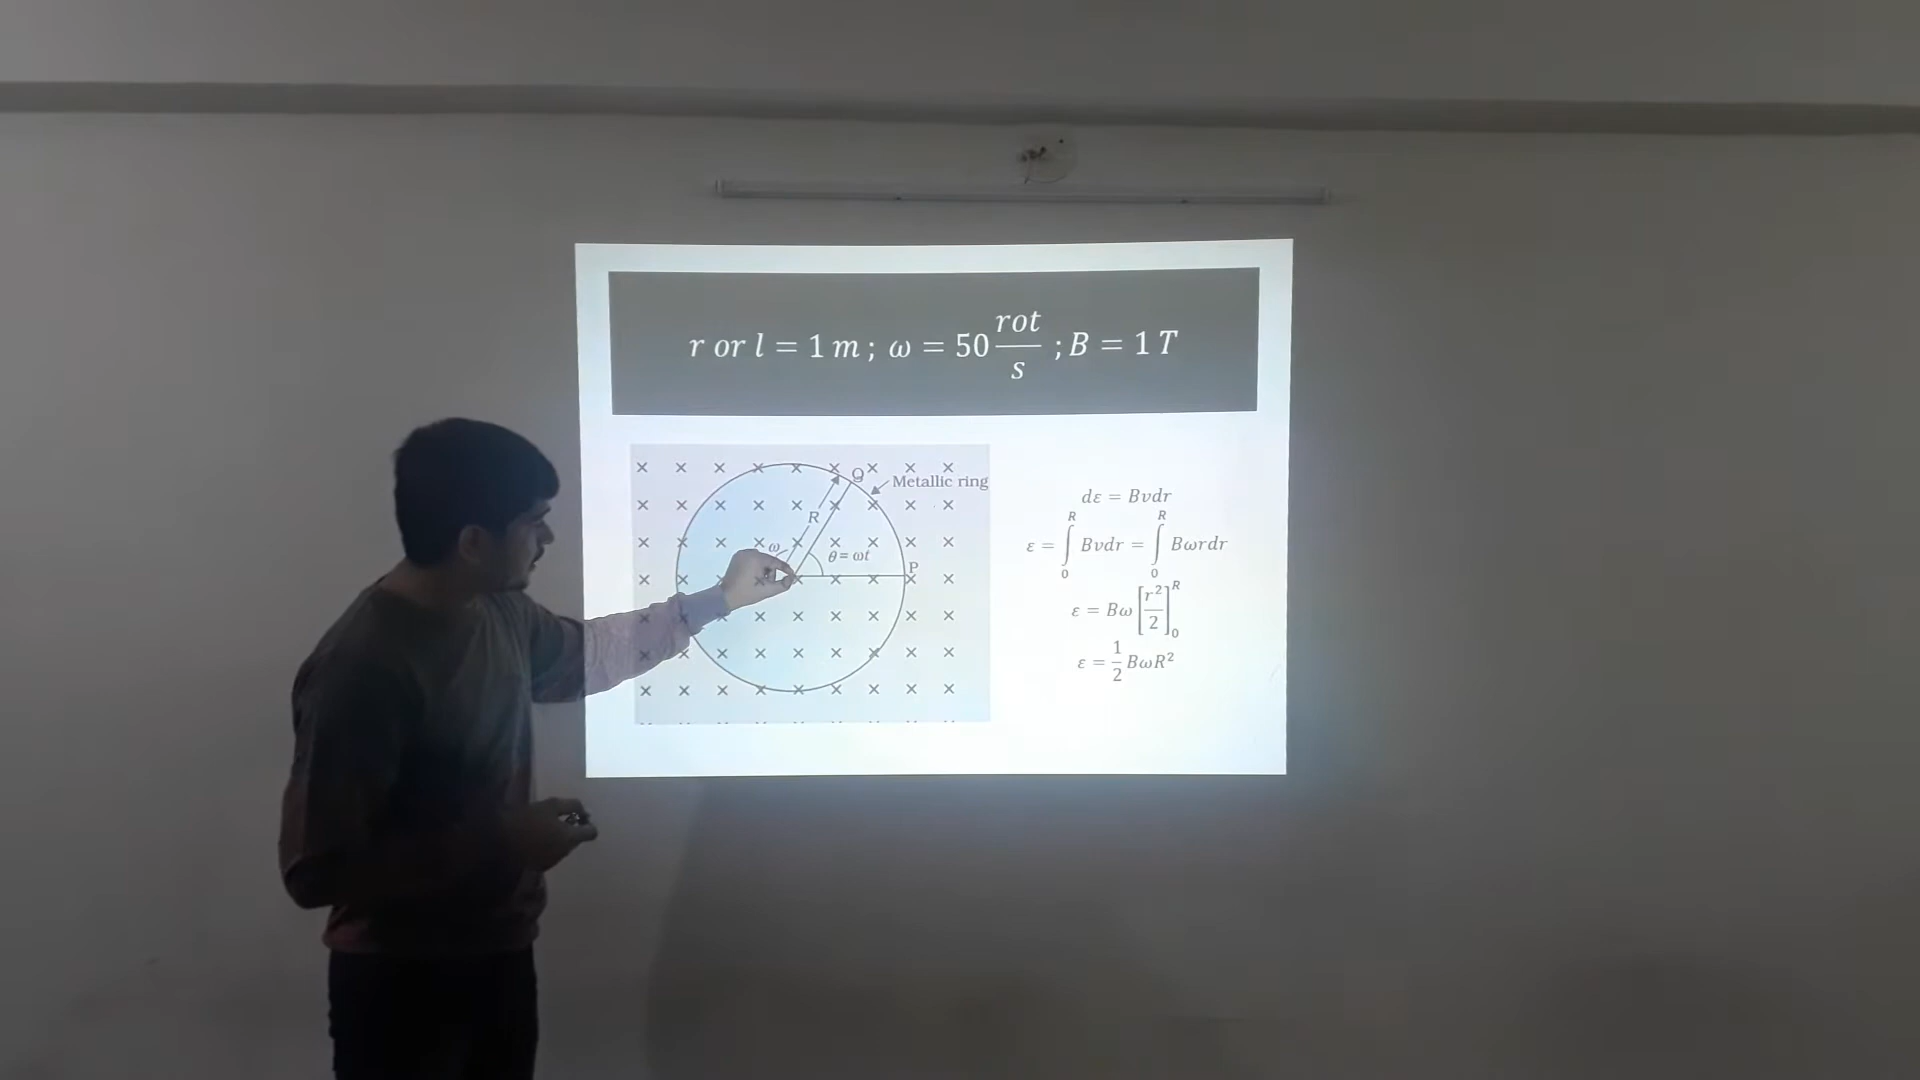 r or l = 1 m ; ω = 50 rot/s ; B = 1 T
Q
Metallic ring
R
ω
θ = ωt
P
dε = Bvdr
ε = ∫₀ᴿ Bvdr = ∫₀ᴿ Bωrdr
ε = Bω [r²/2]₀ᴿ
ε = 1/2 BωR²